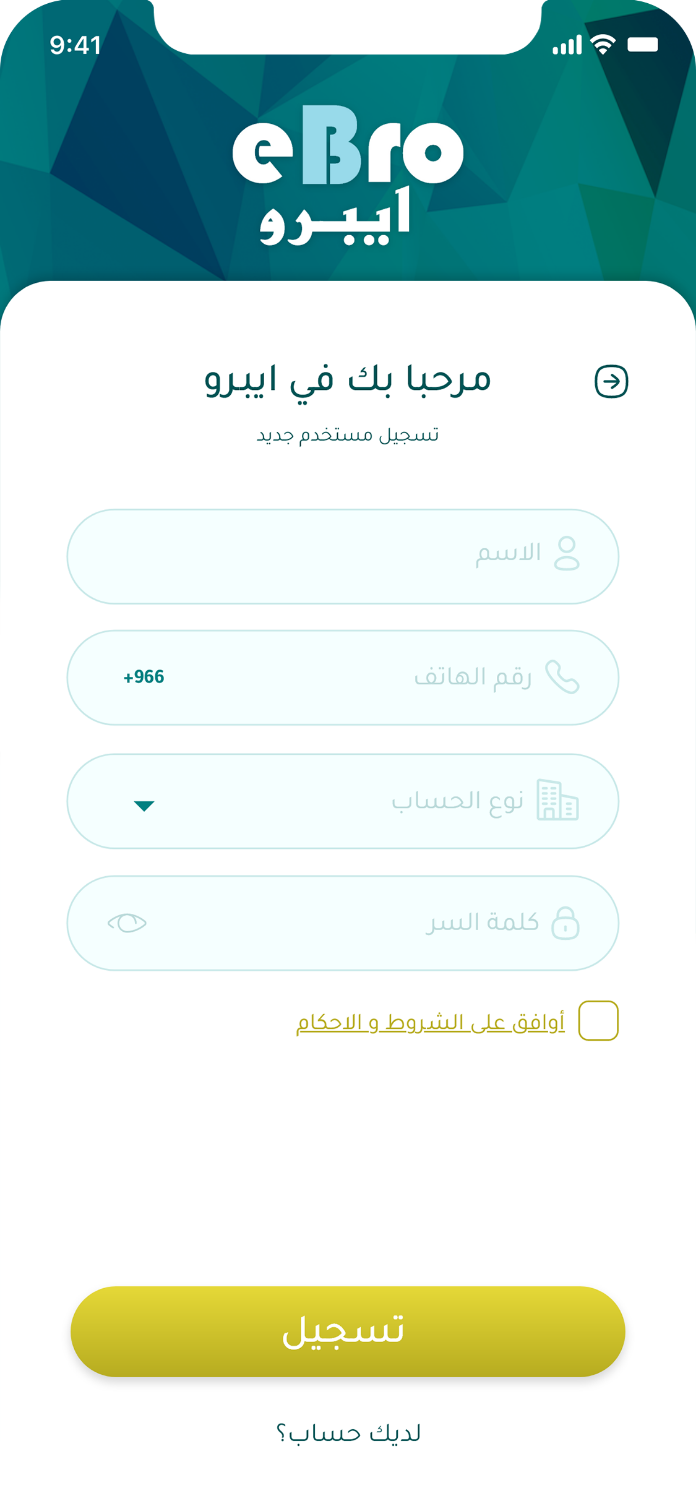 9:41
eBro
ايبرو
مرحبا بك في ايبرو
تسجيل مستخدم جديد
الاسم
رقم الهاتف +966
نوع الحساب
كلمة السر
أوافق على الشروط و الاحكام
تسجيل
لديك حساب؟